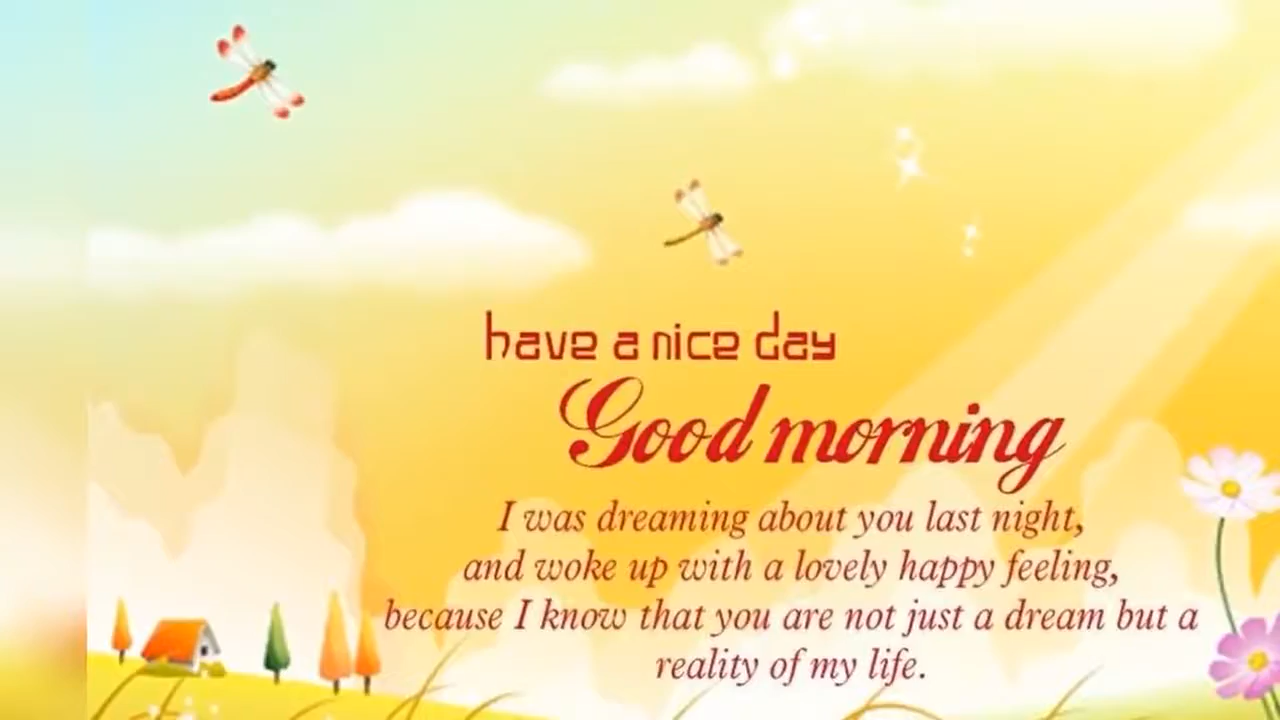 have a nice day
Good morning
I was dreaming about you last night,
and woke up with a lovely happy feeling,
because I know that you are not just a dream but a
reality of my life.